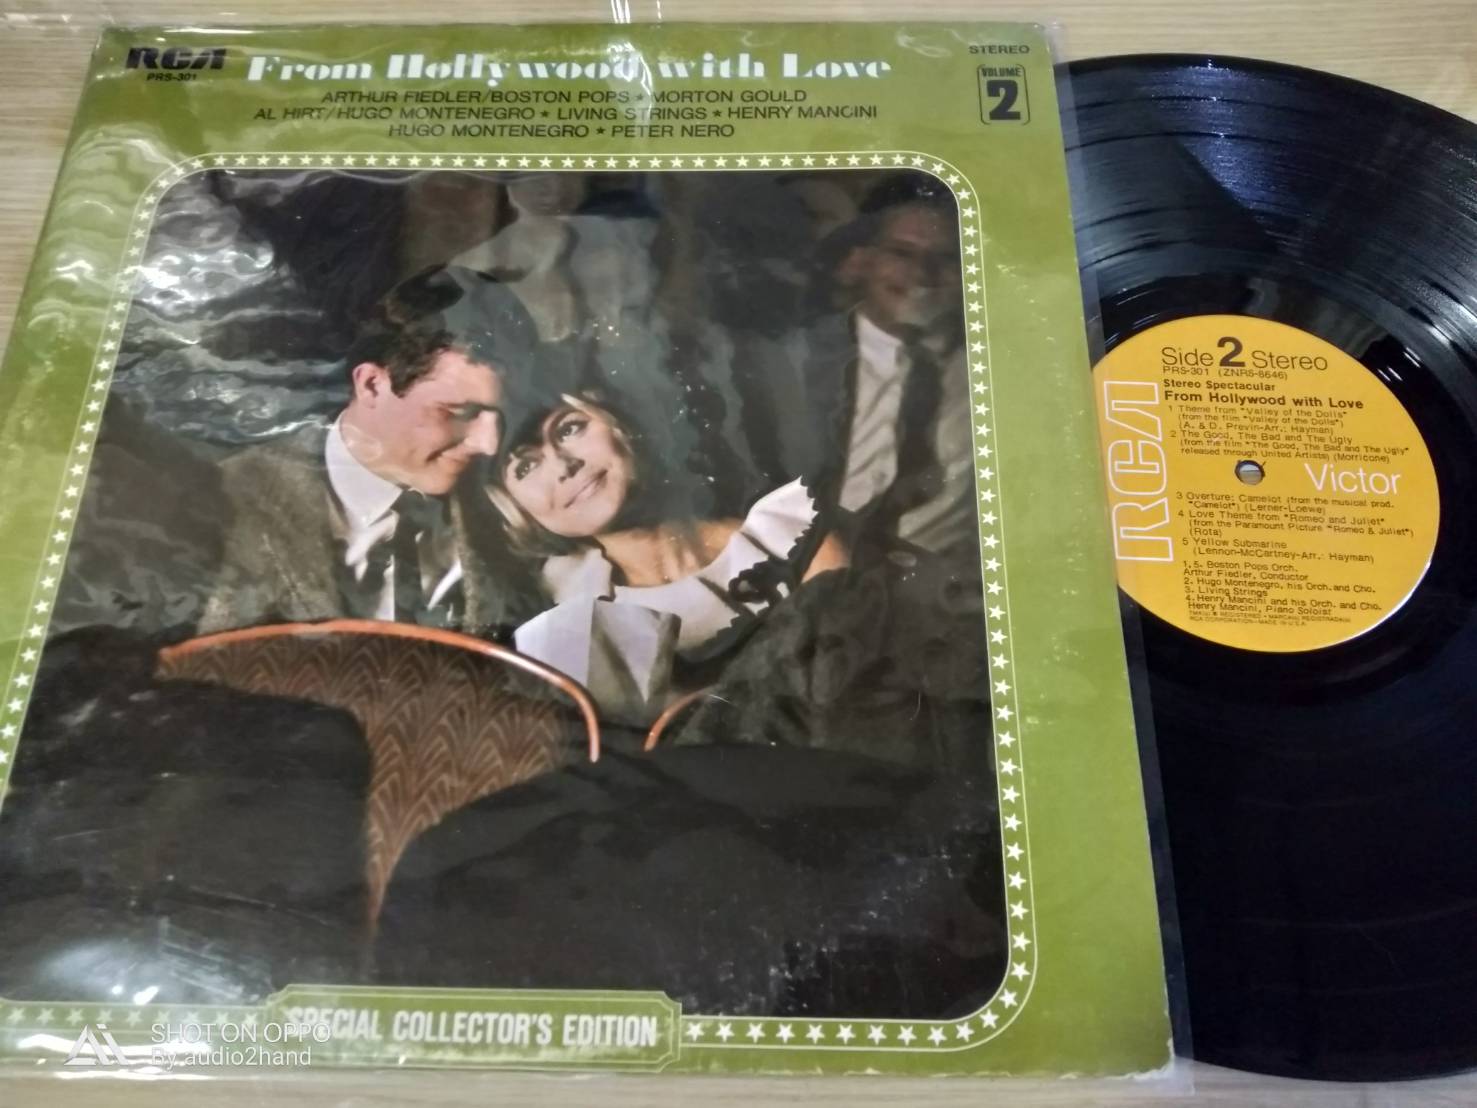 RCA
PRS-301
From Hollywood with Love
STEREO
VOLUME
2
ARTHUR FIEDLER/BOSTON POPS ★ MORTON GOULD
AL HIRT/HUGO MONTENEGRO ★ LIVING STRINGS ★ HENRY MANCINI
HUGO MONTENEGRO ★ PETER NERO
SPECIAL COLLECTOR'S EDITION
RCA
Side 2 Stereo
PRS-301 (ZNRS-8646)
Stereo Spectacular
From Hollywood with Love
1 Theme from "Valley of the Dolls"
(from the film "Valley of the Dolls")
(A. & D. Previn-Arr.: Hayman)
2 The Good, The Bad and The Ugly
(from the film "The Good, The Bad and The Ugly"
released through United Artists) (Morricone)
Victor
3 Overture: Camelot (from the musical prod.
"Camelot") (Lerner-Loewe)
4 Love Theme from "Romeo and Juliet"
(from the Paramount Picture "Romeo & Juliet")
(Rota)
5 Yellow Submarine
(Lennon-McCartney-Arr.: Hayman)
1, 5. Boston Pops Orch.
Arthur Fiedler, Conductor
2. Hugo Montenegro, his Orch. and Cho.
3. Living Strings
4. Henry Mancini and his Orch. and Cho.
Henry Mancini, Piano Soloist
TMK(s) ® REGISTERED • MARCA(s) REGISTRADA(s)
RCA CORPORATION—MADE IN U.S.A.
SHOT ON OPPO
By audio2hand